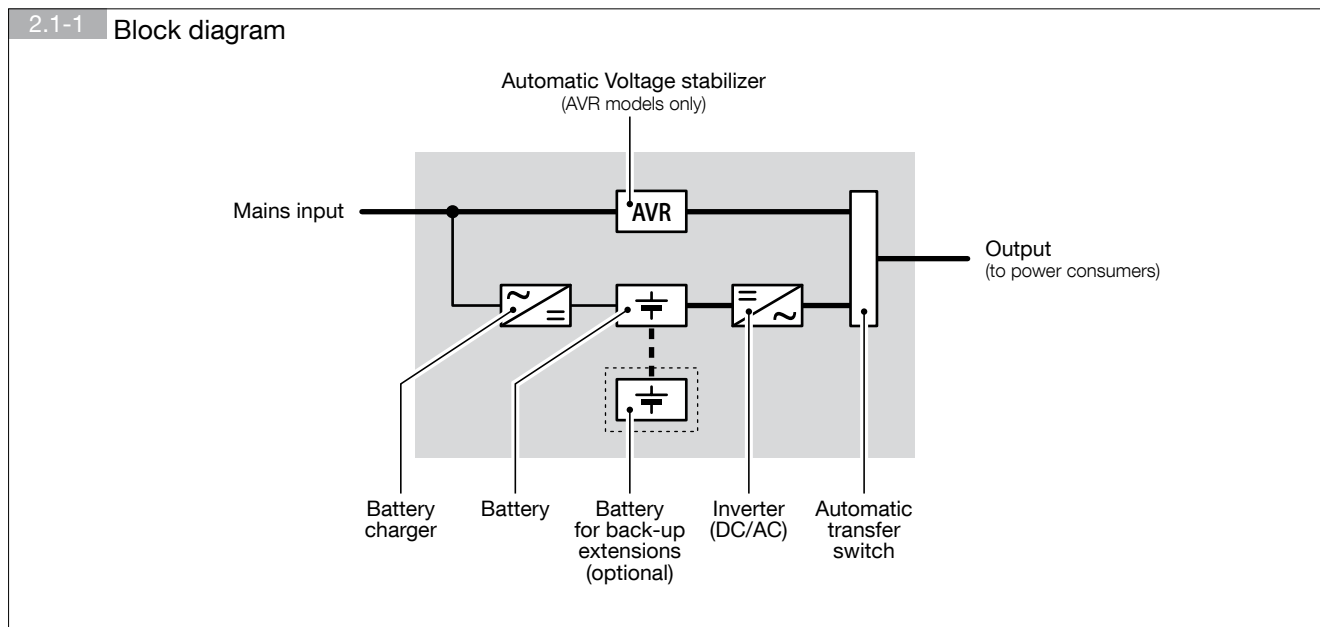 2.1-1 Block diagram
Automatic Voltage stabilizer
(AVR models only)
Mains input
AVR
Output
(to power consumers)
Battery
charger
Battery
Battery
for back-up
extensions
(optional)
Inverter
(DC/AC)
Automatic
transfer
switch